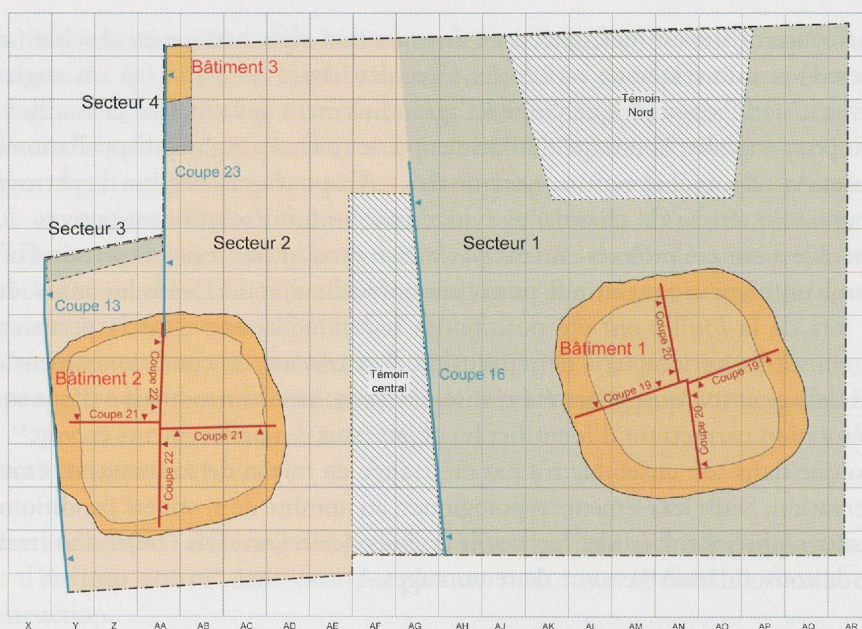 Bâtiment 3
Secteur 4
Témoin
Nord
Coupe 23
Secteur 3
Secteur 2
Secteur 1
Coupe 13
Bâtiment 2
Coupe 22
Coupe 21
Coupe 21
Coupe 22
Témoin
central
Coupe 16
Bâtiment 1
Coupe 20
Coupe 19
Coupe 19
Coupe 20
X Y Z AA AB AC AD AE AF AG AH AJ AK AL AM AN AO AP AQ AR